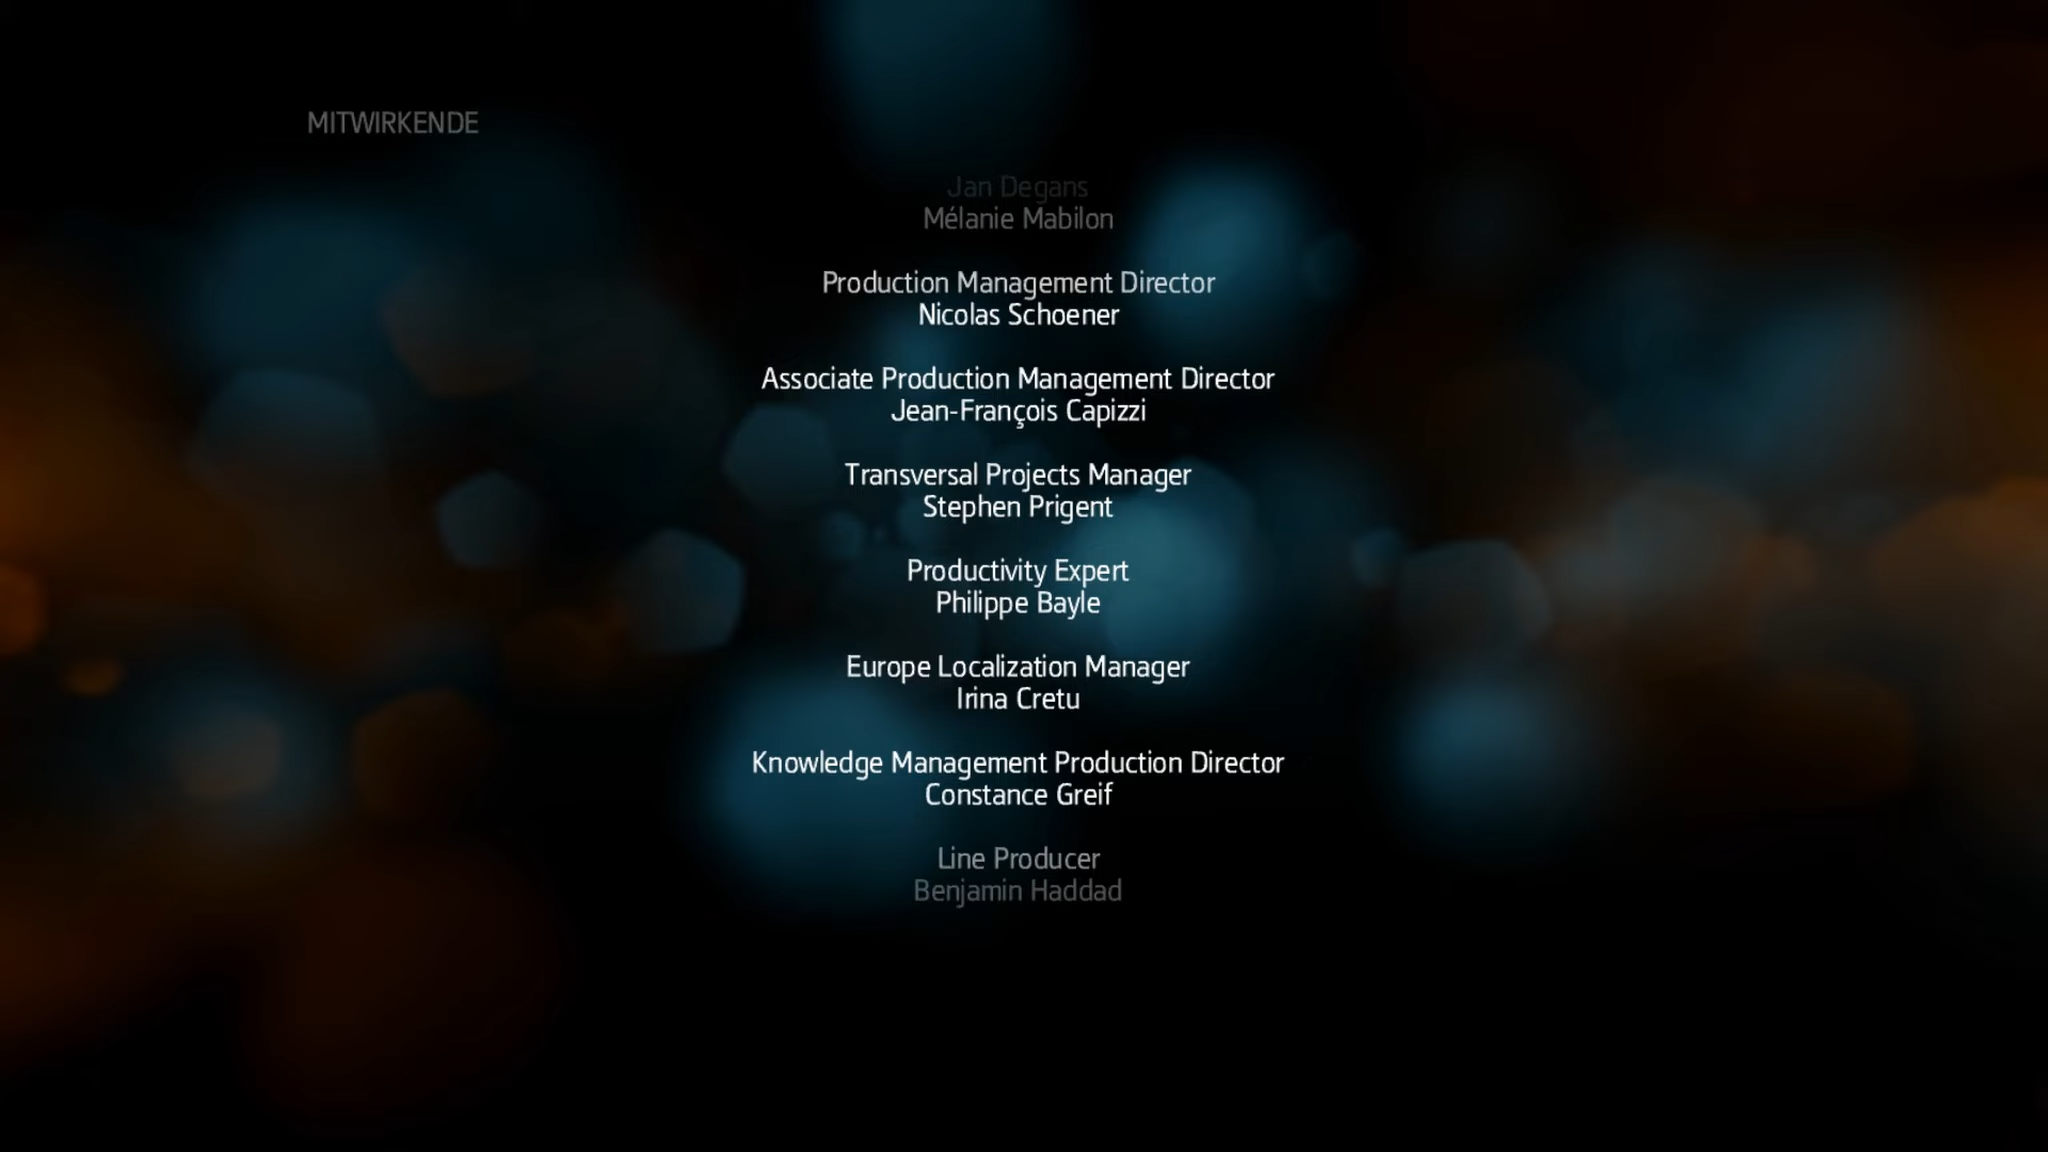 MITWIRKENDE
Jan Degans
Mélanie Mabilon
Production Management Director
Nicolas Schoener
Associate Production Management Director
Jean-François Capizzi
Transversal Projects Manager
Stephen Prigent
Productivity Expert
Philippe Bayle
Europe Localization Manager
Irina Cretu
Knowledge Management Production Director
Constance Greif
Line Producer
Benjamin Haddad